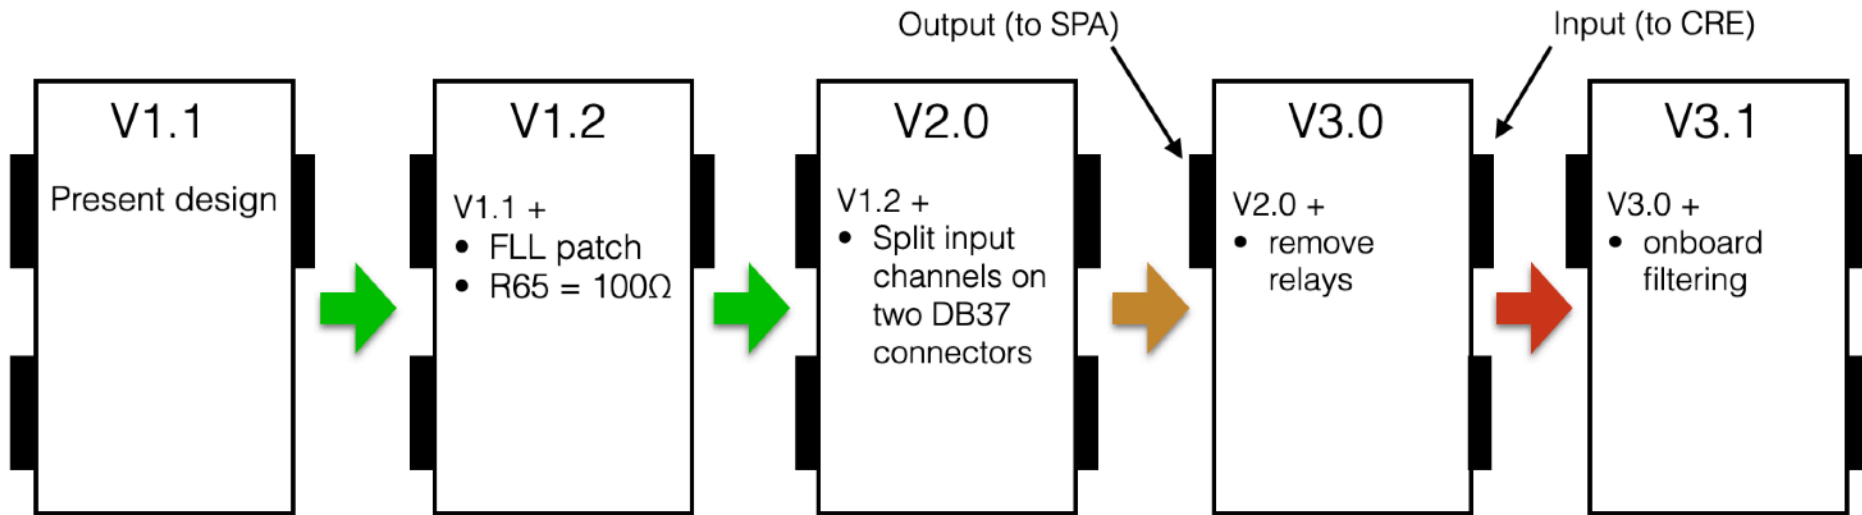 Output (to SPA)
Input (to CRE)
V1.1
Present design
V1.2
V1.1 +
• FLL patch
• R65 = 100Ω
V2.0
V1.2 +
• Split input
channels on
two DB37
connectors
V3.0
V2.0 +
• remove
relays
V3.1
V3.0 +
• onboard
filtering